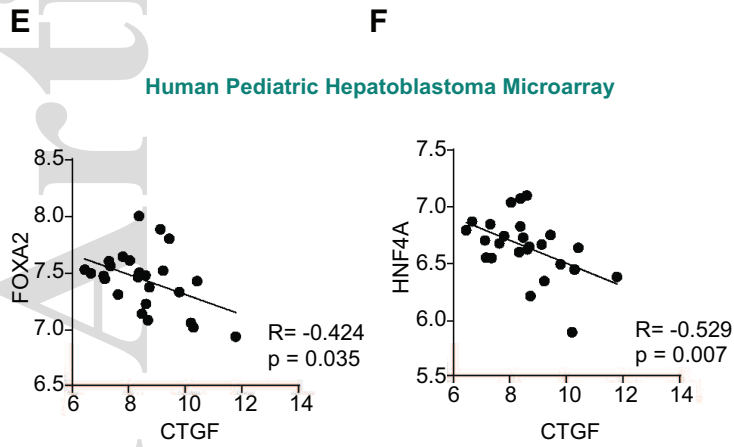 E
F
Human Pediatric Hepatoblastoma Microarray
8.5
8.0
7.5
7.0
6.5
FOXA2
6 8 10 12 14
CTGF
R= -0.424
p = 0.035
7.5
7.0
6.5
6.0
5.5
HNF4A
6 8 10 12 14
CTGF
R= -0.529
p = 0.007
Art